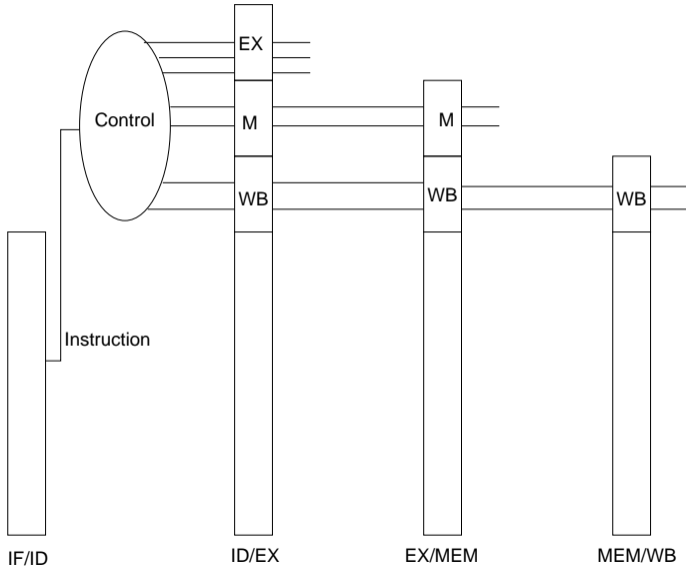 EX
Control
M
M
WB
WB
WB
Instruction
IF/ID
ID/EX
EX/MEM
MEM/WB